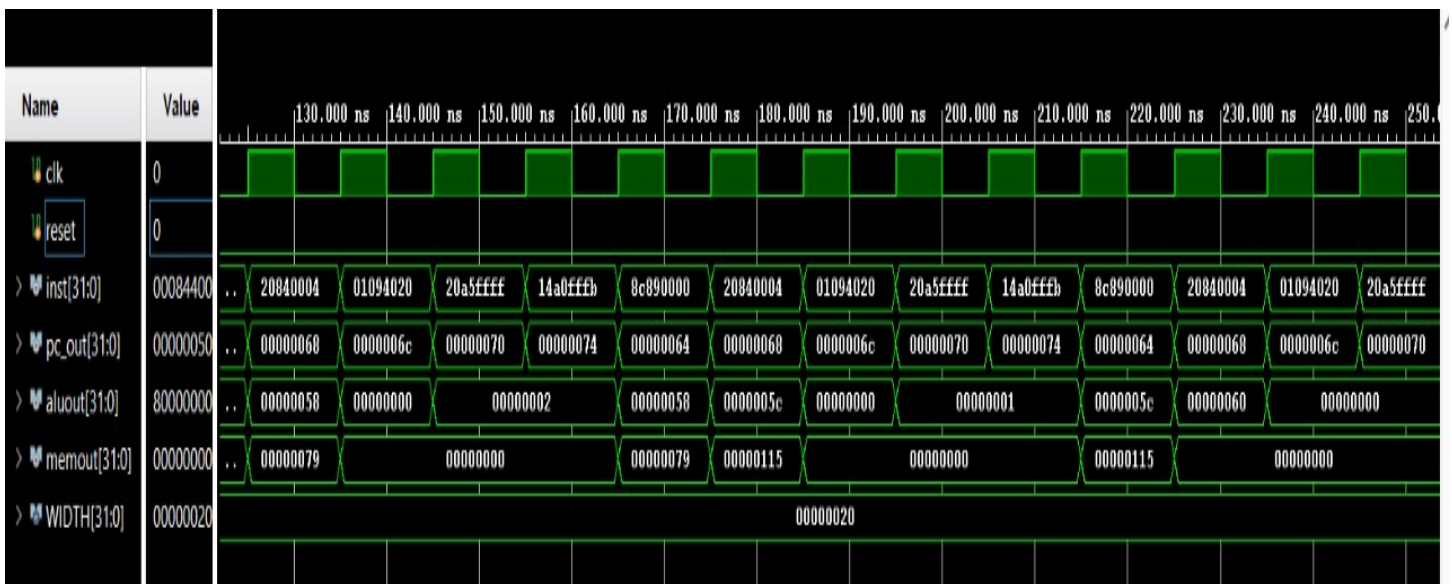 Name Value
130.000 ns 140.000 ns 150.000 ns 160.000 ns 170.000 ns 180.000 ns 190.000 ns 200.000 ns 210.000 ns 220.000 ns 230.000 ns 240.000 ns 250.
clk 0
reset 0
inst[31:0] 00084400 .. 20840004 01094020 20a5ffff 14a0fffb 8c890000 20840004 01094020 20a5ffff 14a0fffb 8c890000 20840004 01094020 20a5ffff
pc_out[31:0] 00000050 .. 00000068 0000006c 00000070 00000074 00000064 00000068 0000006c 00000070 00000074 00000064 00000068 0000006c 00000070
aluout[31:0] 80000000 .. 00000058 00000000 00000002 00000058 0000005c 00000000 00000001 0000005c 00000060 00000000
memout[31:0] 00000000 .. 00000079 00000000 00000079 00000115 00000000 00000115 00000000
WIDTH[31:0] 00000020 00000020